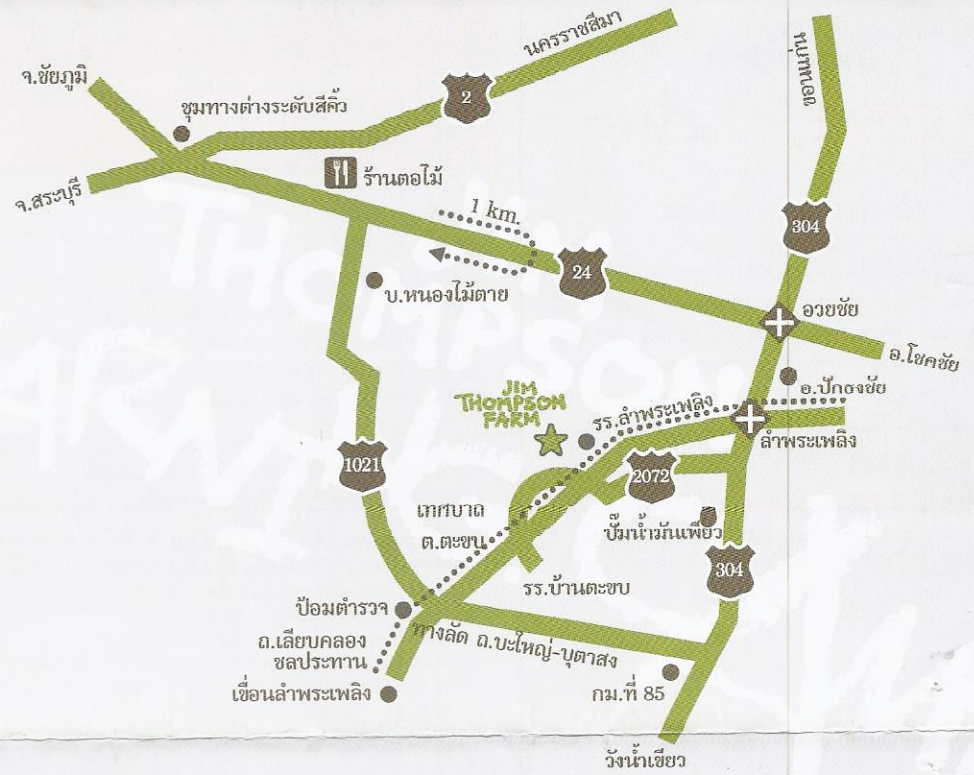 นครราชสีมา
จ.ชัยภูมิ
2
ชุมทางต่างระดับสีคิ้ว
ร้านตอไม้
จ.สระบุรี
1 km.
304
24
บ.หนองไม้ตาย
อวยชัย
อ.โชคชัย
อ.ปักธงชัย
JIM
THOMPSON
FARM
รร.ลำพระเพลิง
ลำพระเพลิง
1021
2072
เทศบาล
ต.ตะขบ
ปั๊มน้ำมันเพียว
304
รร.บ้านตะขบ
ป้อมตำรวจ
ถ.เลียบคลอง
ชลประทาน
ทางลัด ถ.บะใหญ่-บุตาสง
เขื่อนลำพระเพลิง
กม.ที่ 85
วังน้ำเขียว